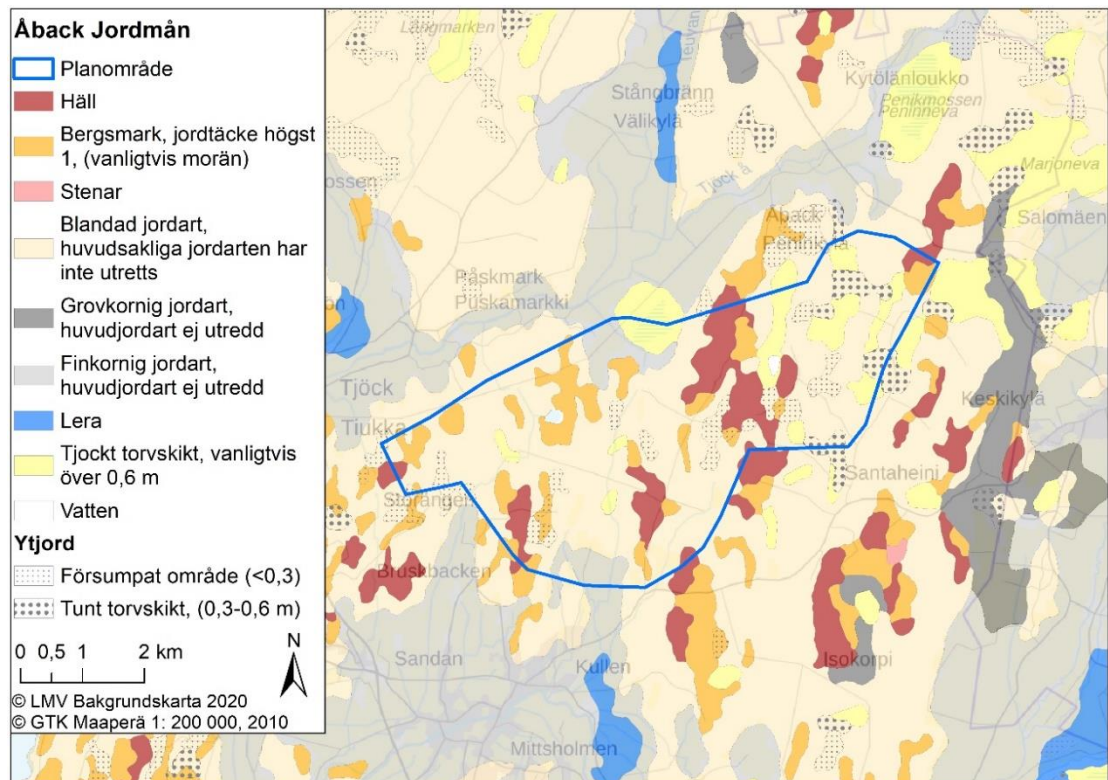 Åback Jordmån
Planområde
Häll
Bergsmark, jordtäcke högst
1, (vanligtvis morän)
Stenar
Blandad jordart,
huvudsakliga jordarten har
inte utretts
Grovkornig jordart,
huvudjordart ej utredd
Finkornig jordart,
huvudjordart ej utredd
Lera
Tjockt torvskikt, vanligtvis
över 0,6 m
Vatten
Ytjord
Försumpat område (<0,3)
Tunt torvskikt, (0,3-0,6 m)
0 0,5 1 2 km
N
© LMV Bakgrundskarta 2020
© GTK Maaperä 1: 200 000, 2010
Långmarken
Stångbränn
Välikylä
Kytölänloukko
Penikmossen
Peninneva
Marjoneva
Tjöck å
Salomäen
Åback
Påskmark
Puskamarkki
Tjöck
Tiukka
Keskikylä
Santaheini
Storängen
Bruskbacken
Sandan
Kullen
Isokorpi
Mittsholmen